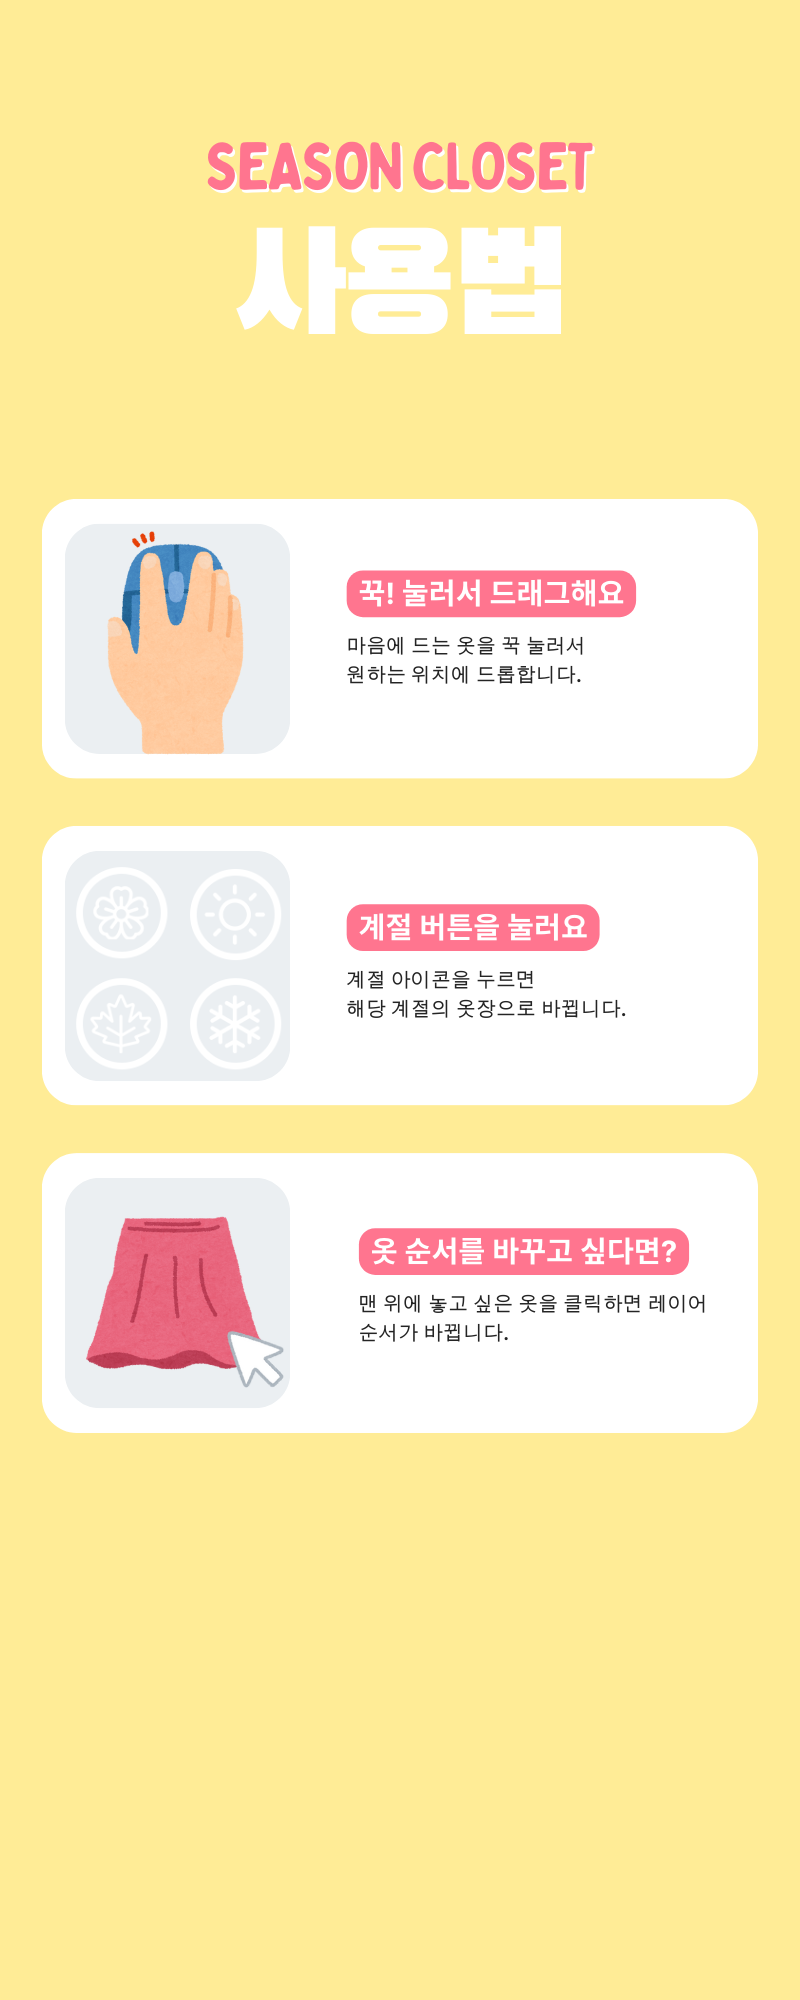 SEASON CLOSET
사용법
꾹! 눌러서 드래그해요
마음에 드는 옷을 꾹 눌러서
원하는 위치에 드롭합니다.
계절 버튼을 눌러요
계절 아이콘을 누르면
해당 계절의 옷장으로 바뀝니다.
옷 순서를 바꾸고 싶다면?
맨 위에 놓고 싶은 옷을 클릭하면 레이어
순서가 바뀝니다.